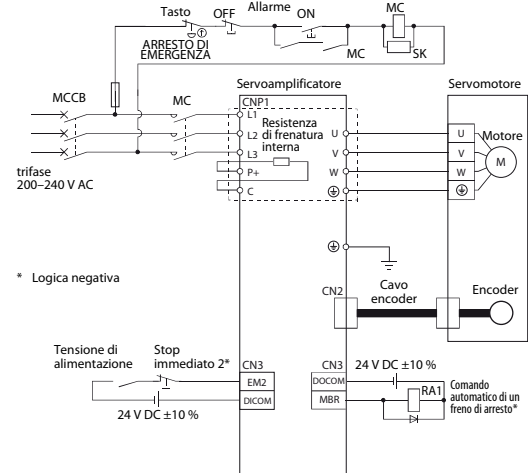 Tasto
OFF
Allarme
ON
MC
ARRESTO DI
EMERGENZA
MC
SK
MCCB
MC
Servoamplificatore
Servomotore
CNP1
L1
L2
L3
P+
C
Resistenza
di frenatura
interna
U
V
W
U
V
W
Motore
M
trifase
200–240 V AC
* Logica negativa
CN2
Cavo
encoder
Encoder
Tensione di
alimentazione
Stop
immediato 2*
CN3
EM2
DICOM
24 V DC ±10 %
CN3
DOCOM
MBR
24 V DC ±10 %
RA1
Comando
automatico di un
freno di arresto*